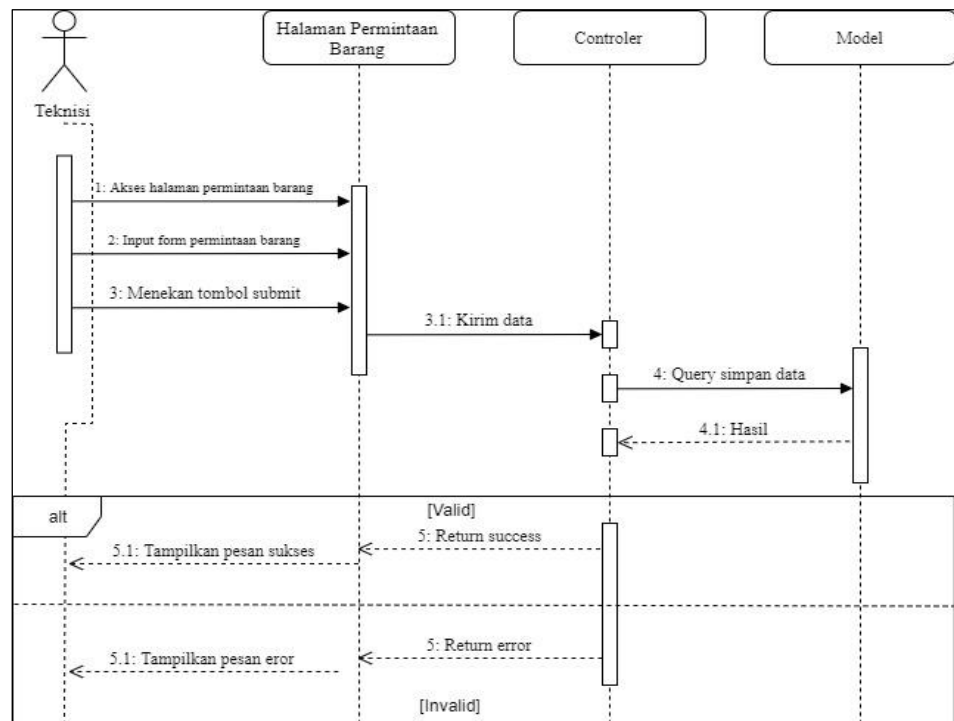 Halaman Permintaan
Barang
Controler
Model
Teknisi
1: Akses halaman permintaan barang
2: Input form permintaan barang
3: Menekan tombol submit
3.1: Kirim data
4: Query simpan data
4.1: Hasil
alt
[Valid]
5: Return success
5.1: Tampilkan pesan sukses
5: Return error
5.1: Tampilkan pesan eror
[Invalid]